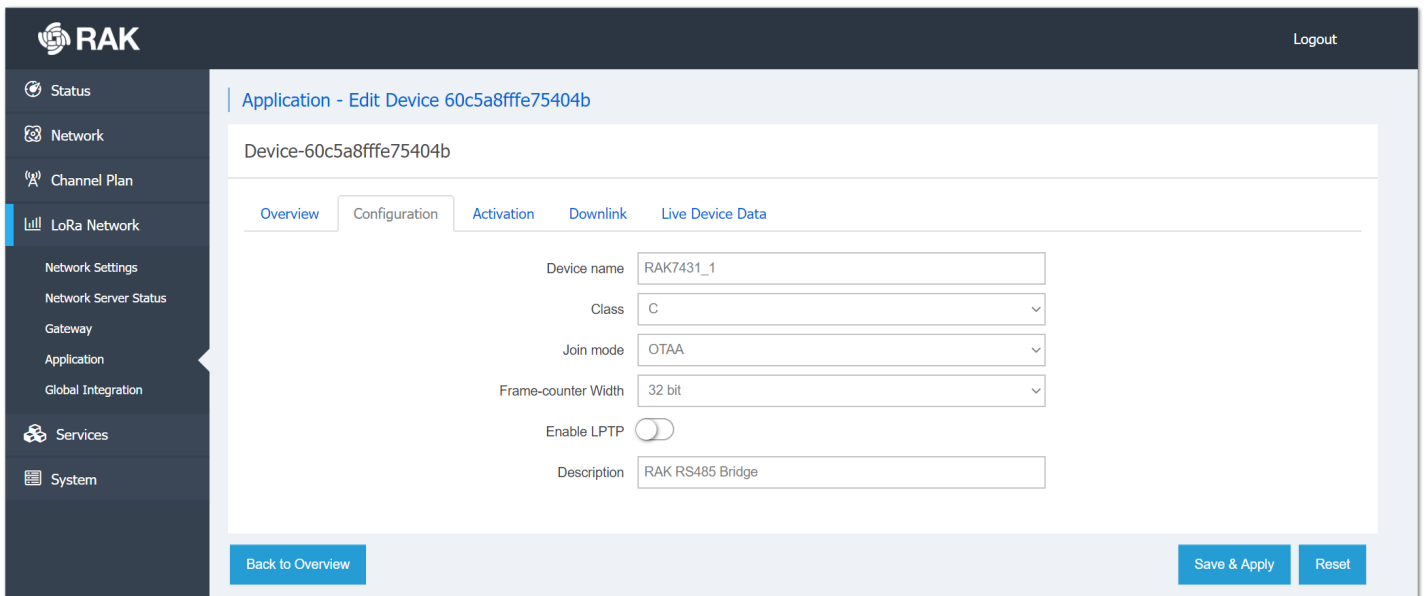 RAK
Logout
Status
Network
Channel Plan
LoRa Network
Network Settings
Network Server Status
Gateway
Application
Global Integration
Services
System
Application - Edit Device 60c5a8fffe75404b
Device-60c5a8fffe75404b
Overview Configuration Activation Downlink Live Device Data
Device name RAK7431_1
Class C
Join mode OTAA
Frame-counter Width 32 bit
Enable LPTP
Description RAK RS485 Bridge
Back to Overview Save & Apply Reset